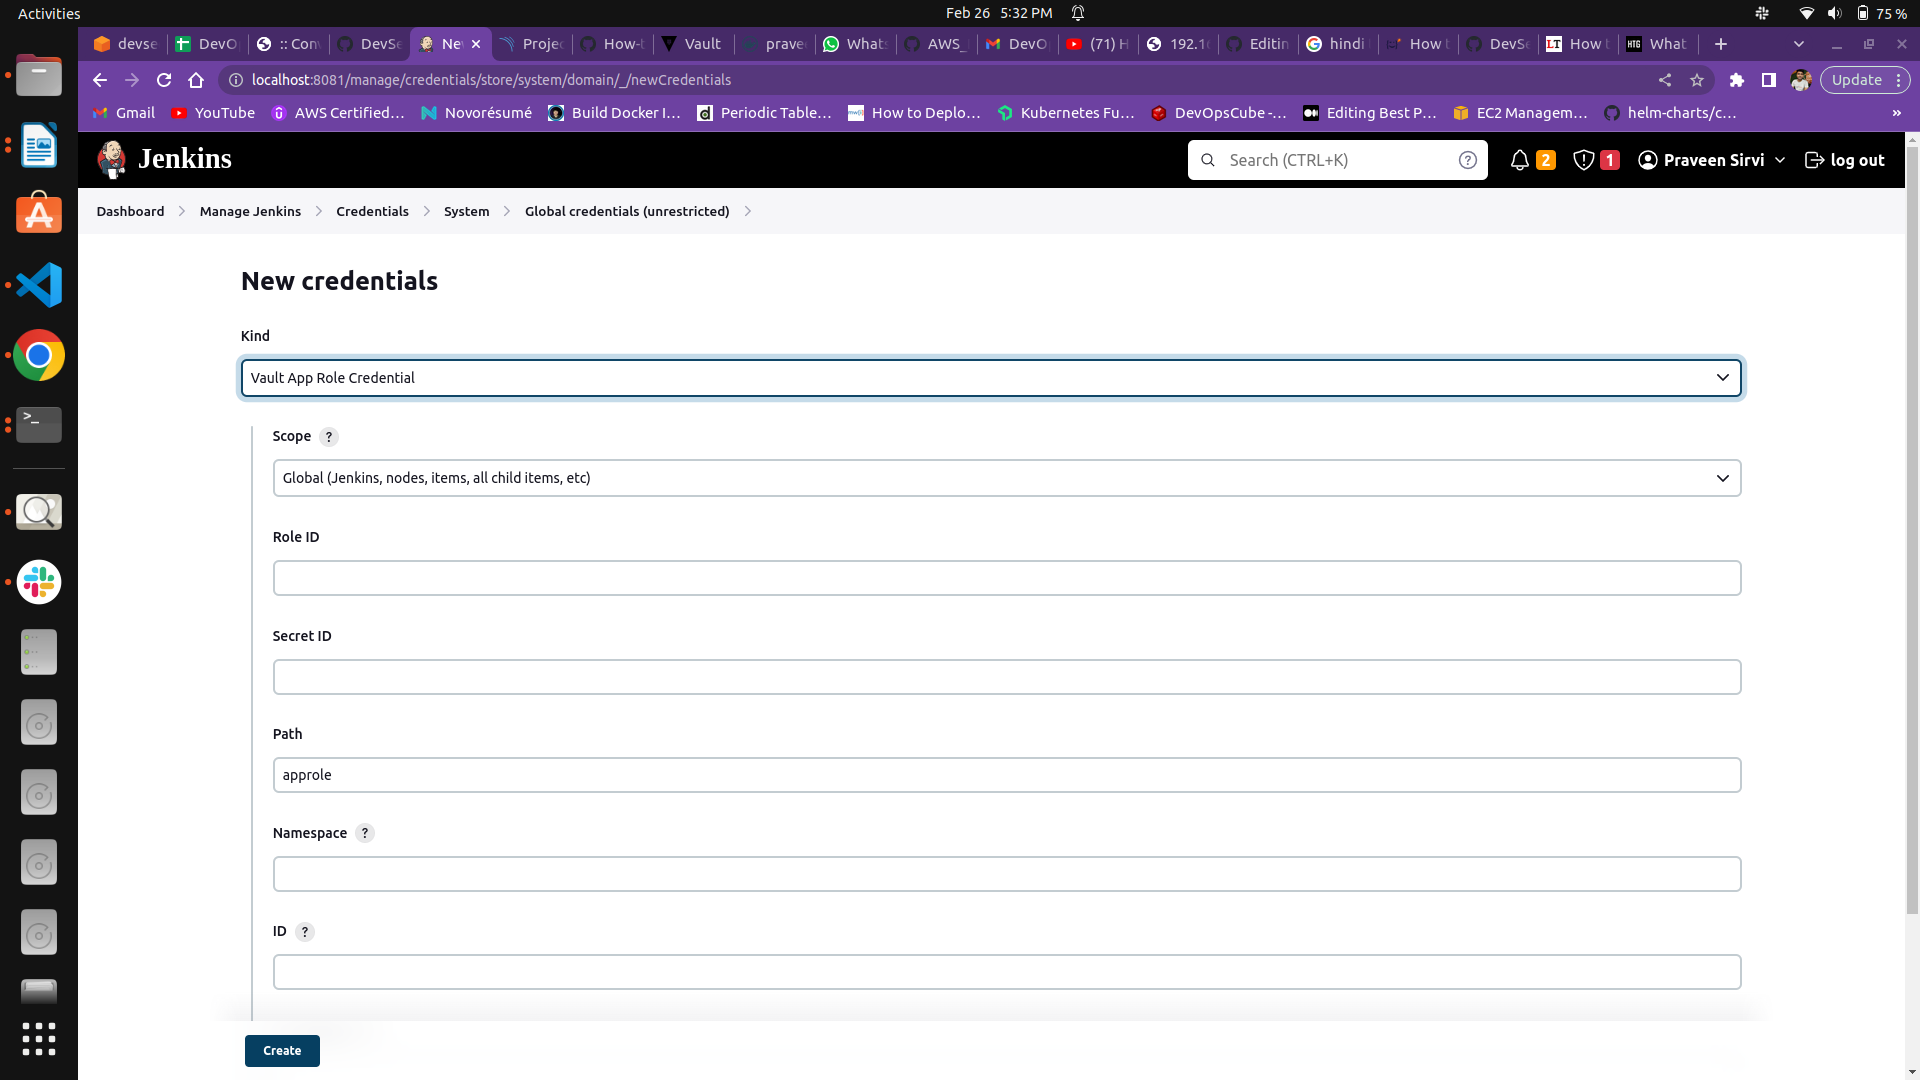 Activities
Feb 26 5:32 PM
75 %
devse
DevO
:: Con
DevSe
Nev
Projec
How-t
Vault
pravee
Whats
AWS_
DevO
(71) H
192.16
Editin
hindi
How t
DevSe
How t
What
localhost:8081/manage/credentials/store/system/domain/_/newCredentials
Update
Gmail
YouTube
AWS Certified…
Novorésumé
Build Docker I…
Periodic Table…
How to Deplo…
Kubernetes Fu…
DevOpsCube -…
Editing Best P…
EC2 Managem…
helm-charts/c…
»
Jenkins
Search (CTRL+K)
2
1
Praveen Sirvi
log out
Dashboard
Manage Jenkins
Credentials
System
Global credentials (unrestricted)
New credentials
Kind
Vault App Role Credential
Scope ?
Global (Jenkins, nodes, items, all child items, etc)
Role ID
Secret ID
Path
approle
Namespace ?
ID ?
Create